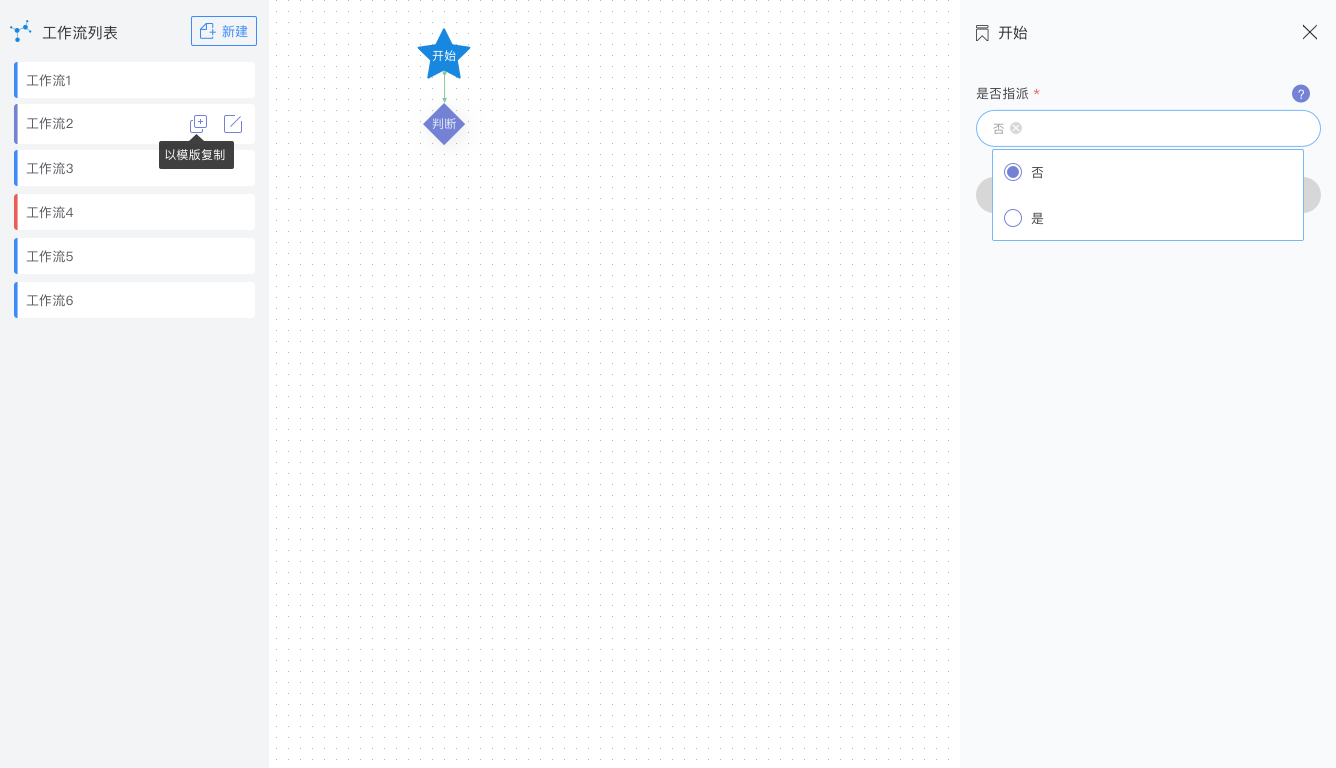 工作流列表
新建
工作流1
工作流2
以模版复制
工作流3
工作流4
工作流5
工作流6
开始
判断
开始
是否指派 *
?
否
否
是